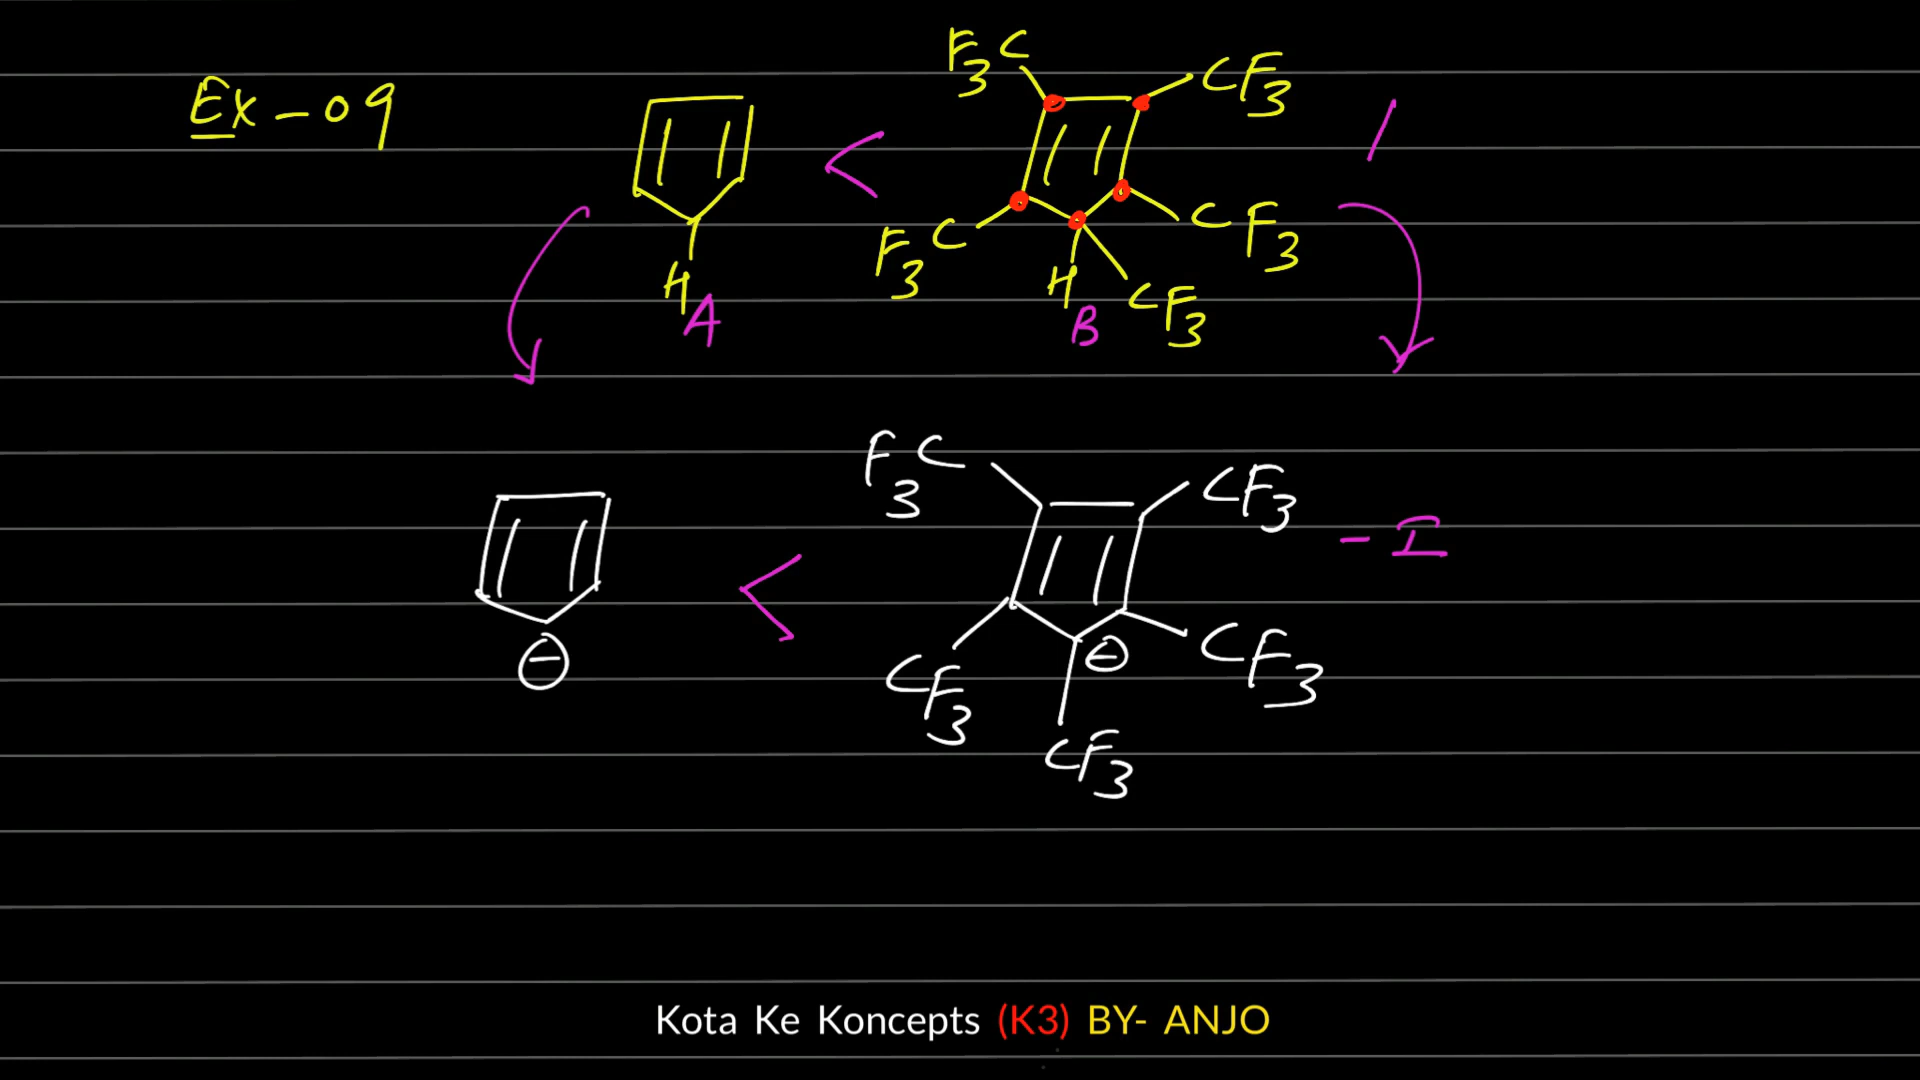 Ex-09
F3C CF3
<
F3C CF3
H H CF3
A B
F3C CF3
- I
<
⊖ ⊖ CF3
CF3
CF3
Kota Ke Koncepts (K3) BY- ANJO